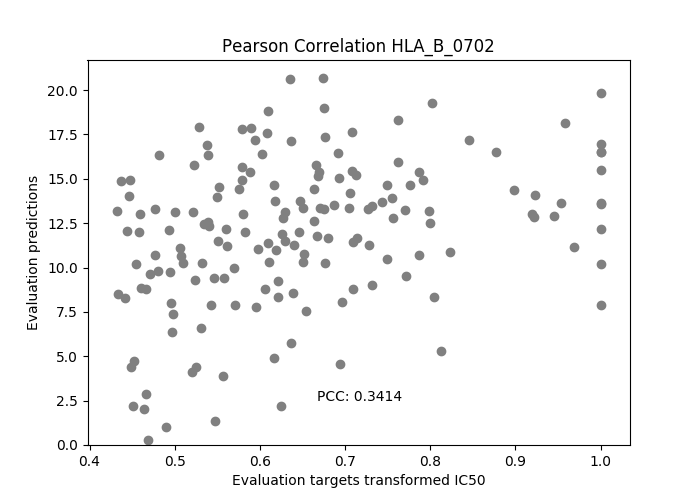 Pearson Correlation HLA_B_0702
Evaluation predictions
20.0
17.5
15.0
12.5
10.0
7.5
5.0
2.5
0.0
PCC: 0.3414
0.4 0.5 0.6 0.7 0.8 0.9 1.0
Evaluation targets transformed IC50